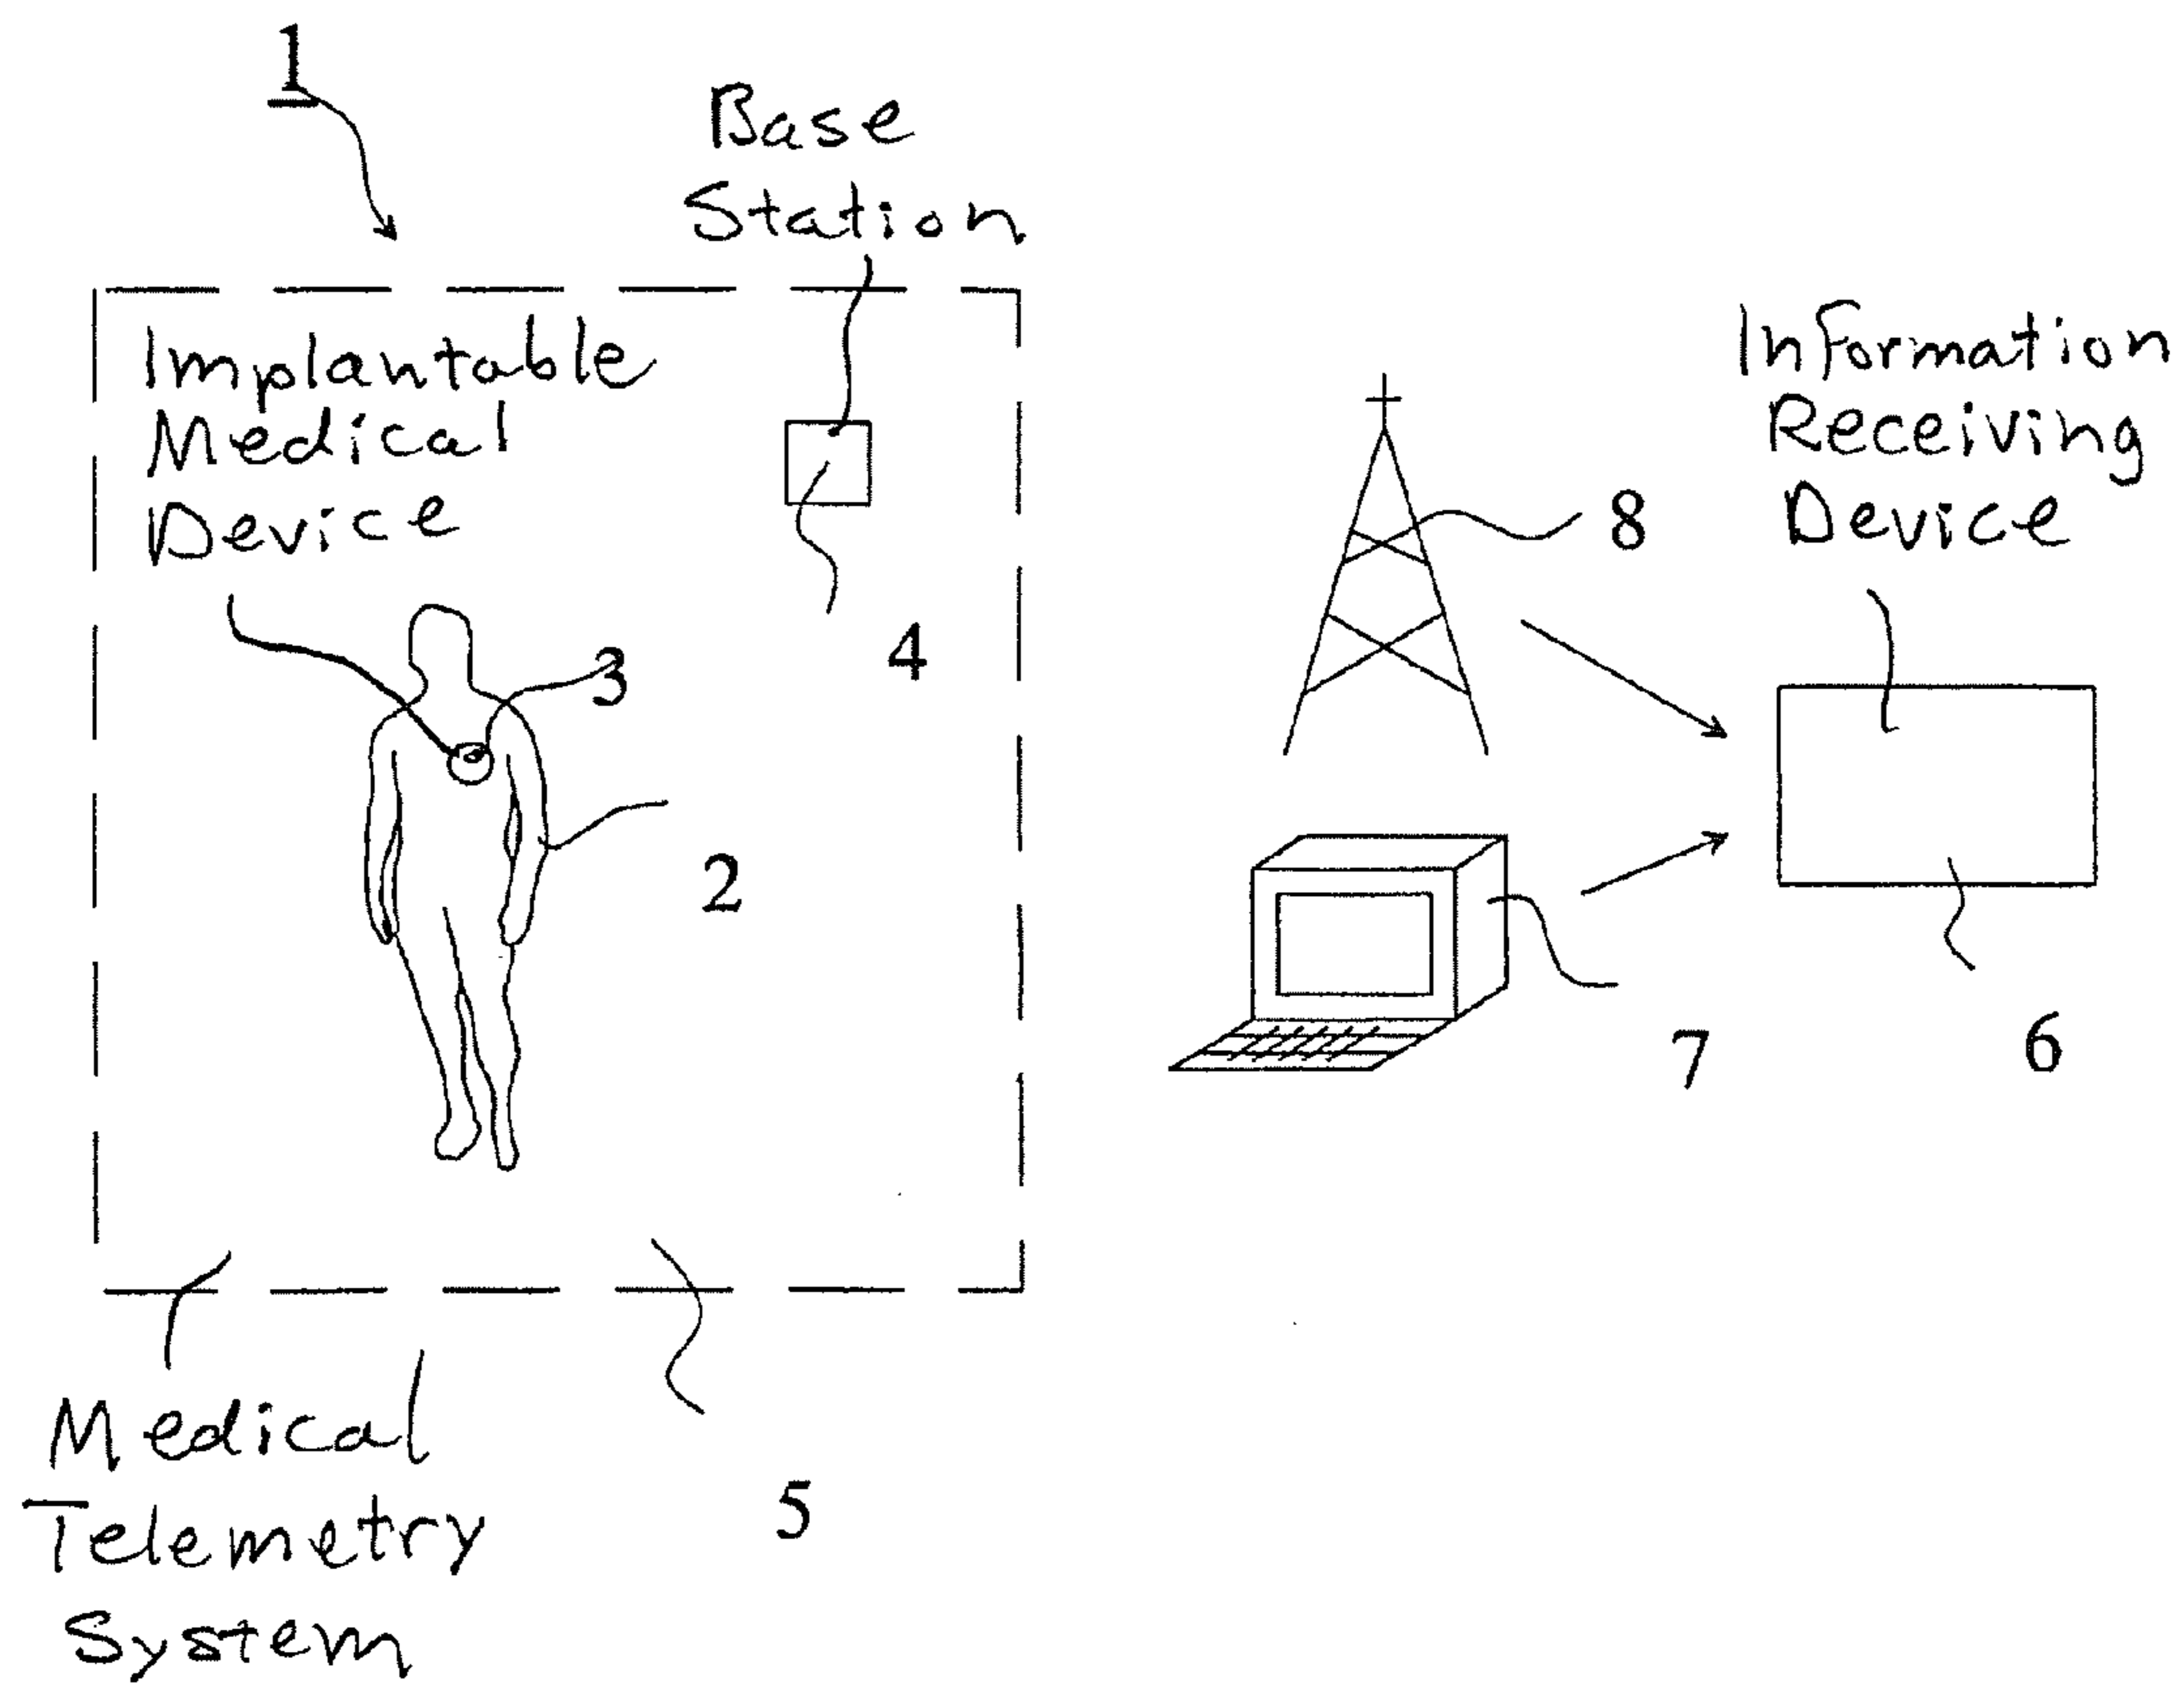 1
Base
Station
Implantable
Medical
Device
Information
Receiving
Device
8
4
3
2
7
6
5
Medical
Telemetry
System